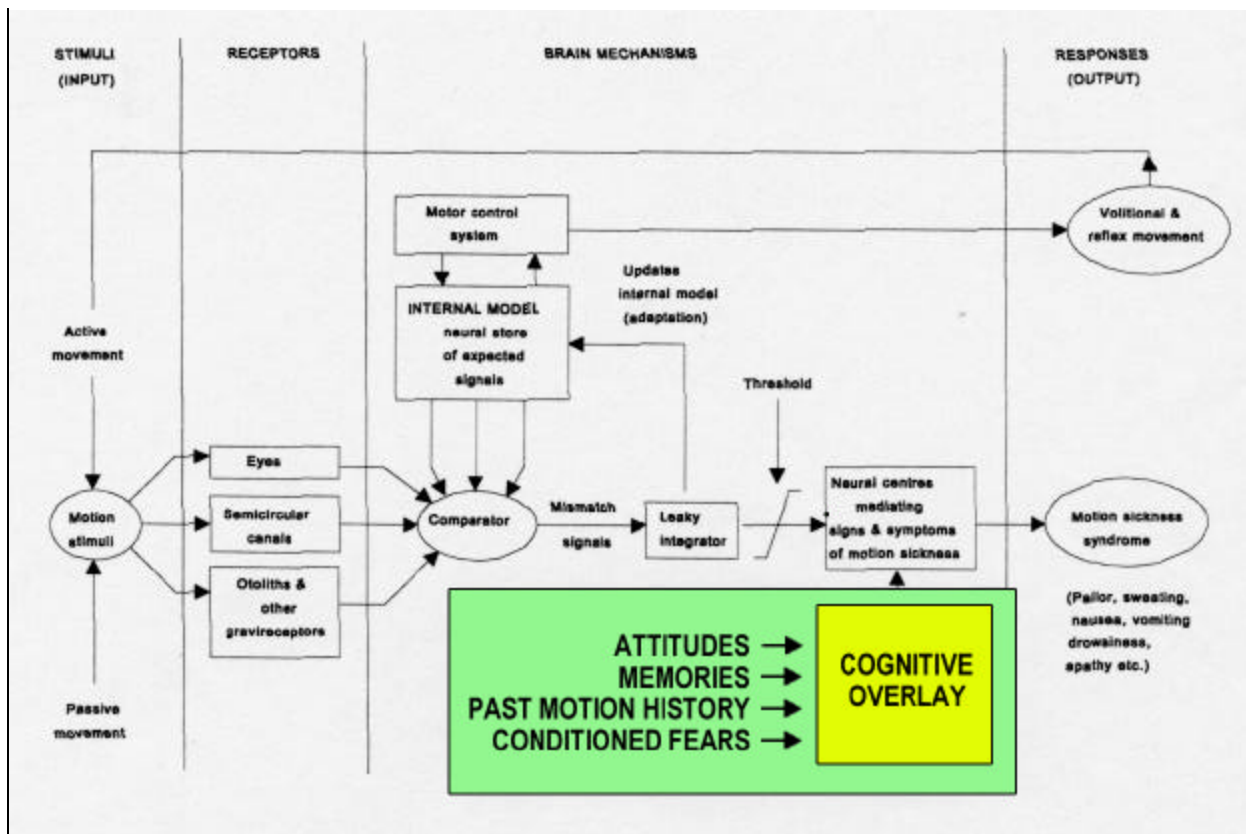 STIMULI
(INPUT)
RECEPTORS
BRAIN MECHANISMS
RESPONSES
(OUTPUT)
Motor control
system
Volitional &
reflex movement
Updates
internal model
(adaptation)
INTERNAL MODEL
neural store
of expected
signals
Active
movement
Threshold
Eyes
Motion
stimuli
Semicircular
canals
Comparator
Mismatch
signals
Leaky
integrator
Neural centres
mediating
signs & symptoms
of motion sickness
Motion sickness
syndrome
Otoliths &
other
gravireceptors
(Pallor, sweating,
nausea, vomiting
drowsiness,
apathy etc.)
Passive
movement
ATTITUDES
MEMORIES
PAST MOTION HISTORY
CONDITIONED FEARS
COGNITIVE
OVERLAY